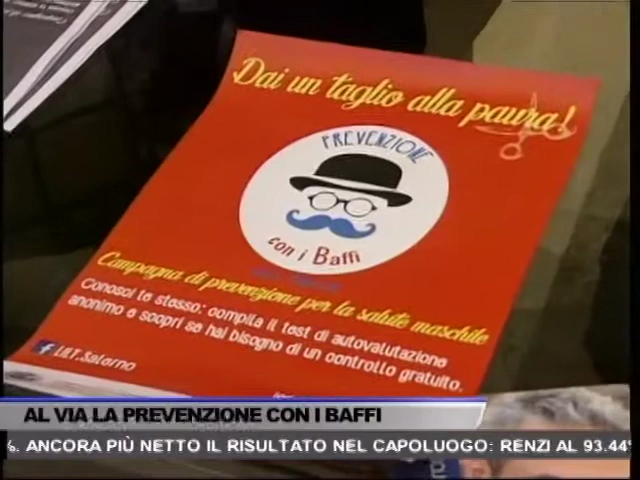 Dai un taglio alla paura!
PREVENZIONE
con i Baffi
Campagna di prevenzione per la salute maschile
Conosci te stesso: compila il test di autovalutazione
anonimo e scopri se hai bisogno di un controllo gratuito.
f LILT.Salerno
AL VIA LA PREVENZIONE CON I BAFFI
%. ANCORA PIÙ NETTO IL RISULTATO NEL CAPOLUOGO: RENZI AL 93.44%